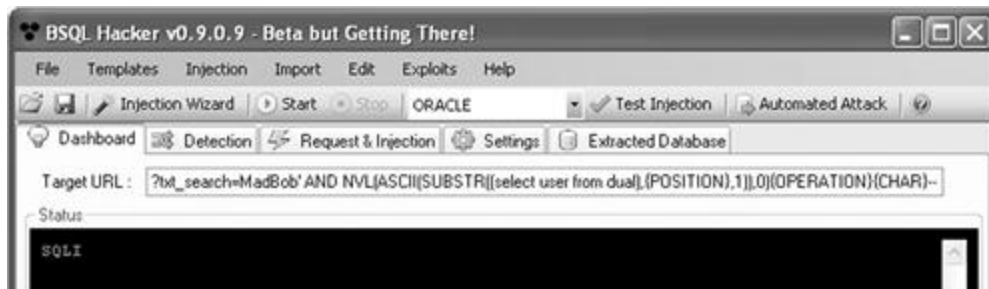 BSQL Hacker v0.9.0.9 - Beta but Getting There!
File Templates Injection Import Edit Exploits Help
Injection Wizard Start Stop ORACLE Test Injection Automated Attack
Dashboard Detection Request & Injection Settings Extracted Database
Target URL : ?txt_search=MadBob' AND NVL(ASCII(SUBSTR((select user from dual),{POSITION},1)),0){OPERATION}{CHAR}--
Status
SQLI